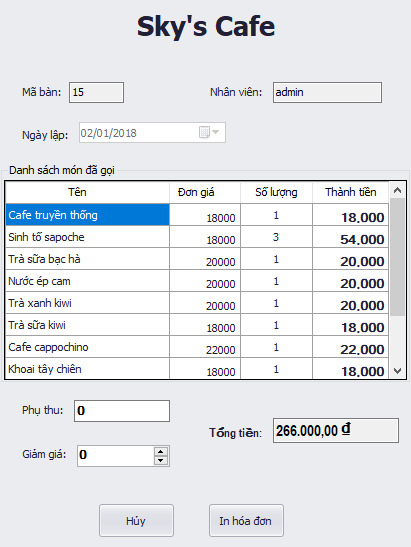 Sky's Cafe
Mã bàn: 15 Nhân viên: admin
Ngày lập: 02/01/2018
Danh sách món đã gọi
Tên Đơn giá Số lượng Thành tiền
Cafe truyền thống 18000 1 18,000
Sinh tố sapoche 18000 3 54,000
Trà sữa bạc hà 20000 1 20,000
Nước ép cam 20000 1 20,000
Trà xanh kiwi 20000 1 20,000
Trà sữa kiwi 18000 1 18,000
Cafe cappochino 22000 1 22,000
Khoai tây chiên 18000 1 18,000
Phụ thu: 0
Tổng tiền: 266.000,00 ₫
Giảm giá: 0
Hủy In hóa đơn